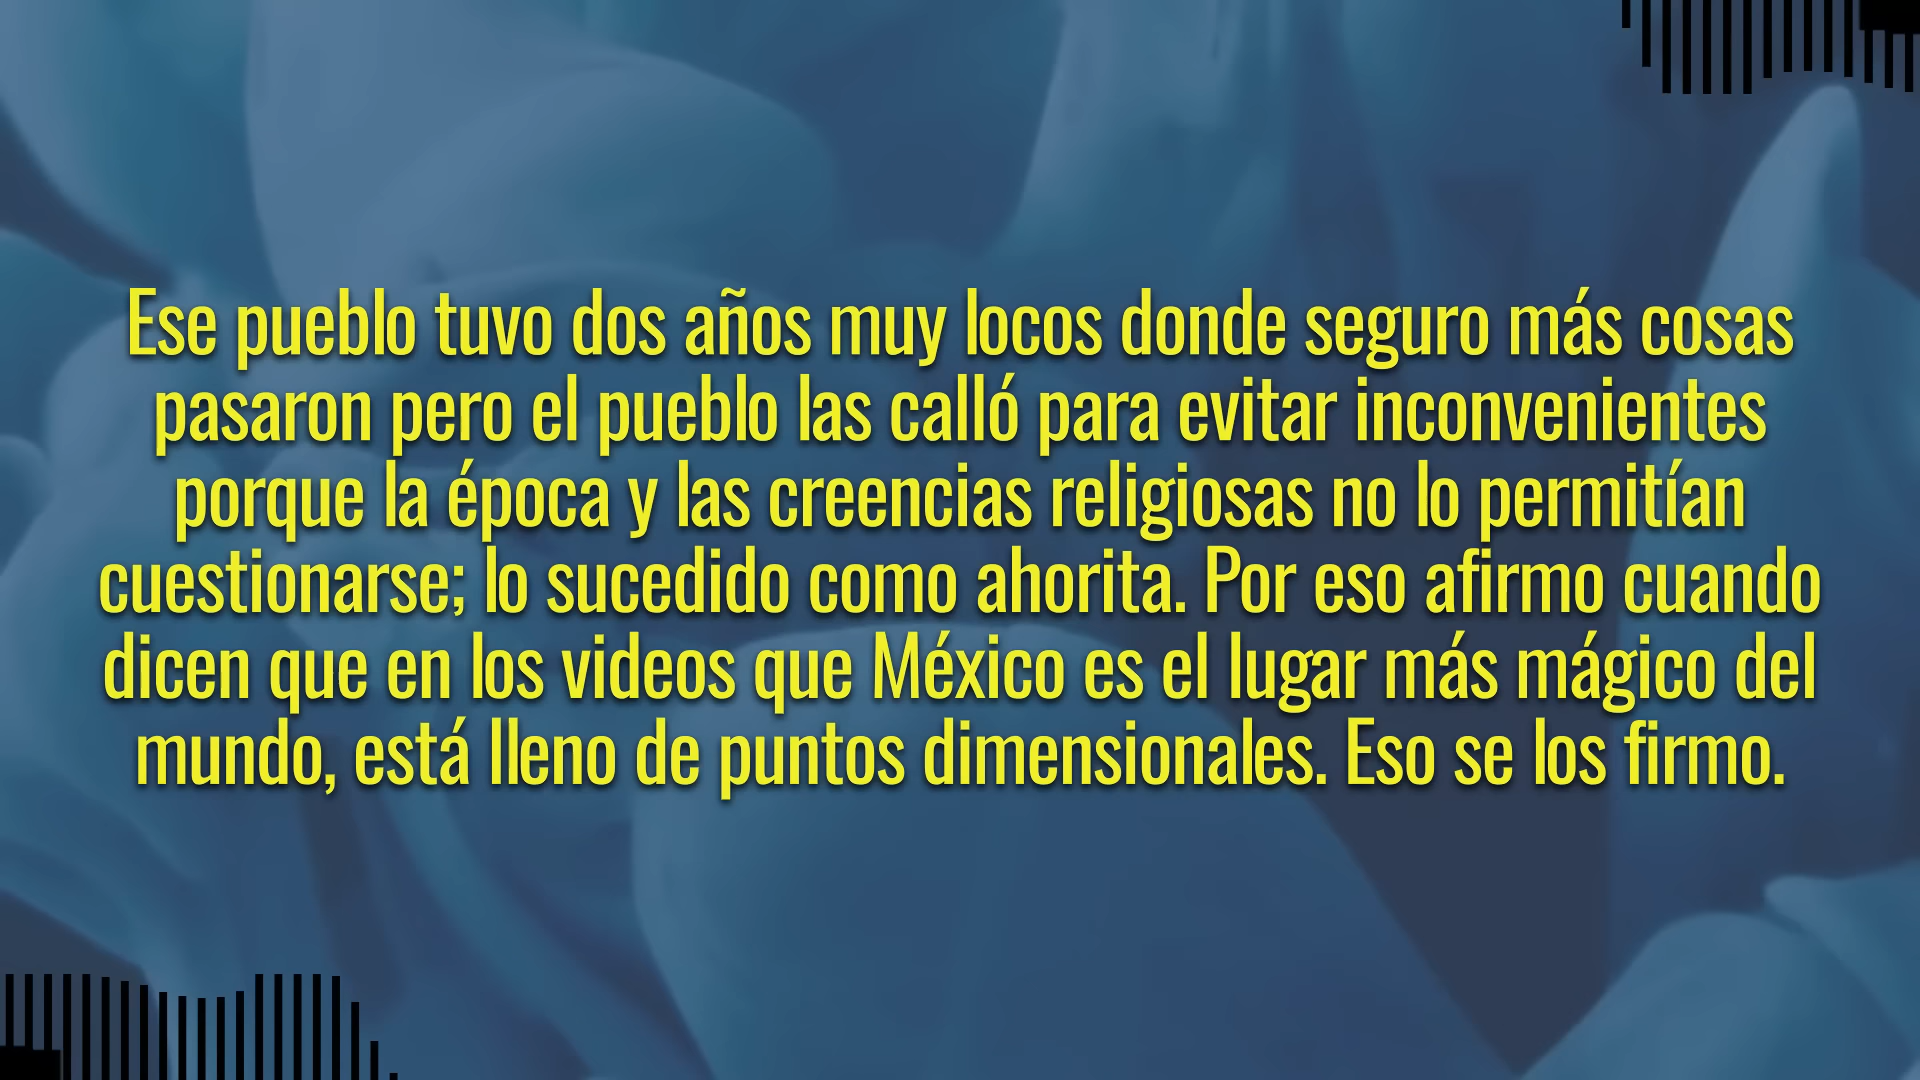 Ese pueblo tuvo dos años muy locos donde seguro más cosas
pasaron pero el pueblo las calló para evitar inconvenientes
porque la época y las creencias religiosas no lo permitían
cuestionarse; lo sucedido como ahorita. Por eso afirmo cuando
dicen que en los videos que México es el lugar más mágico del
mundo, está lleno de puntos dimensionales. Eso se los firmo.